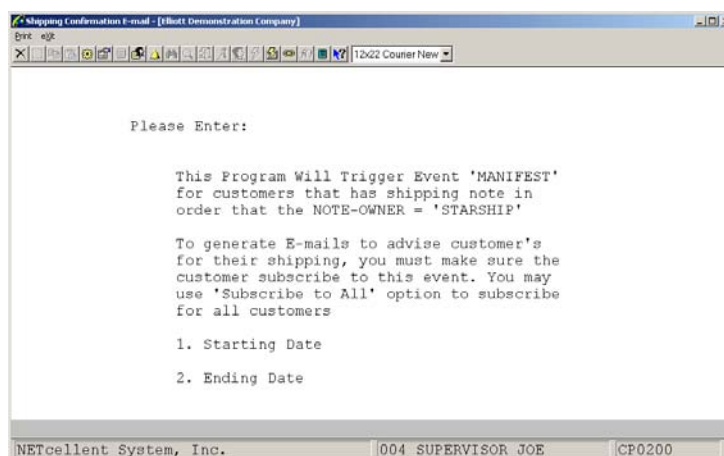 Shipping Confirmation E-mail - [Elliott Demonstration Company]
Print eXit
12x22 Courier New
Please Enter:
This Program Will Trigger Event 'MANIFEST'
for customers that has shipping note in
order that the NOTE-OWNER = 'STARSHIP'
To generate E-mails to advise customer's
for their shipping, you must make sure the
customer subscribe to this event. You may
use 'Subscribe to All' option to subscribe
for all customers
1. Starting Date
2. Ending Date
NETcellent System, Inc. 004 SUPERVISOR JOE CP0200